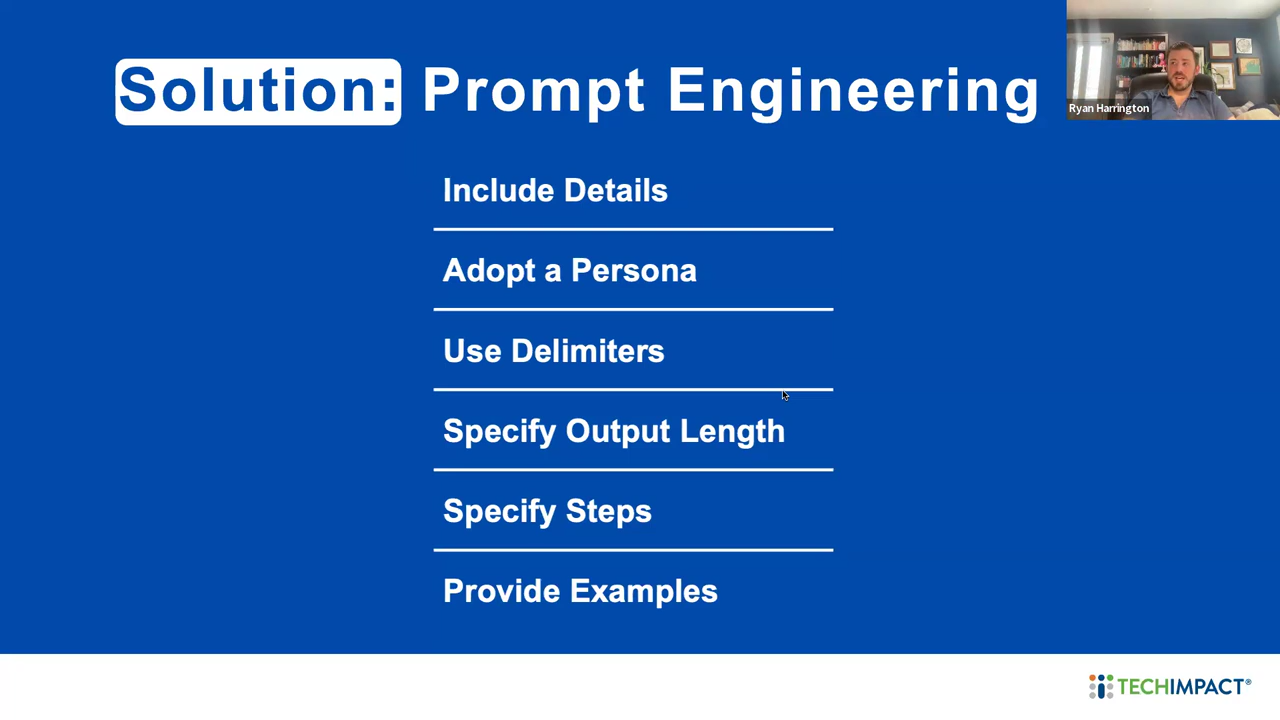 Solution: Prompt Engineering
Ryan Harrington
Include Details
Adopt a Persona
Use Delimiters
Specify Output Length
Specify Steps
Provide Examples
TECHIMPACT®